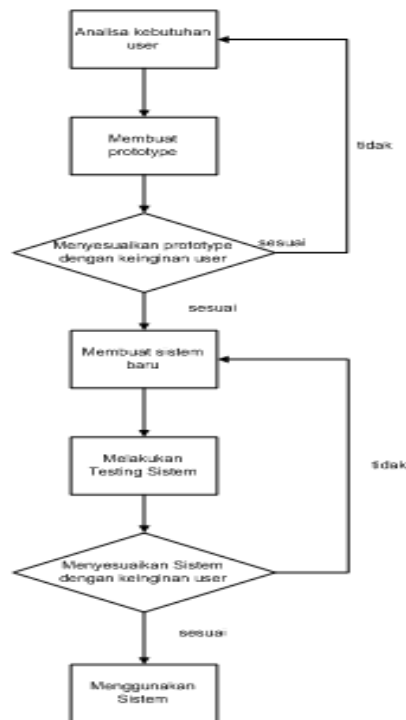 Analisa kebutuhan
user
Membuat
prototype
tidak
Menyesuaikan prototype
dengan keinginan user
sesuai
sesuai
Membuat sistem
baru
Melakukan
Testing Sistem
tidak
Menyesuaikan Sistem
dengan keinginan user
sesuai
Menggunakan
Sistem